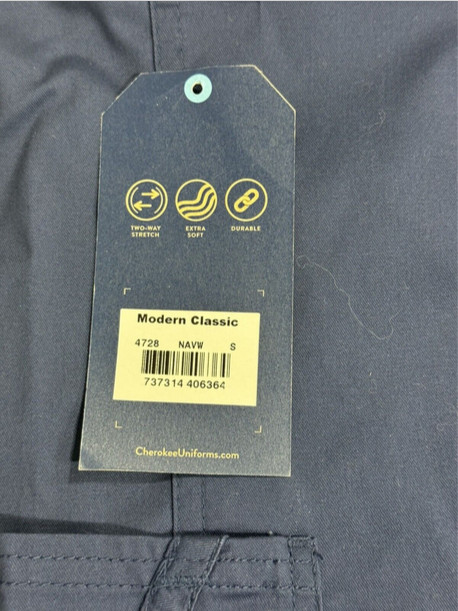 TWO-WAY STRETCH
EXTRA SOFT
DURABLE
Modern Classic
4728 NAVW S
737314 406364
CherokeeUniforms.com